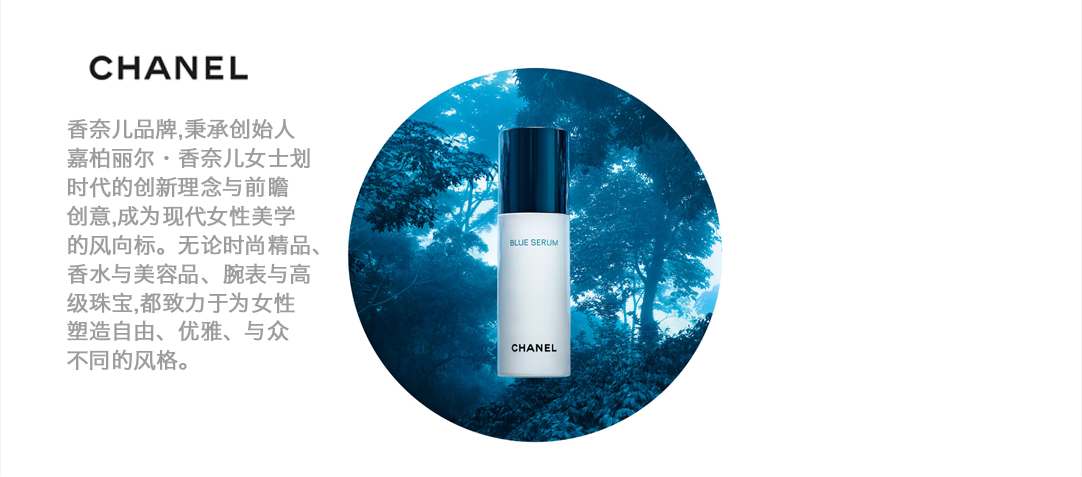 CHANEL
香奈儿品牌,秉承创始人
嘉柏丽尔·香奈儿女士划
时代的创新理念与前瞻
创意,成为现代女性美学
的风向标。无论时尚精品、
香水与美容品、腕表与高
级珠宝,都致力于为女性
塑造自由、优雅、与众
不同的风格。
BLUE SERUM
CHANEL